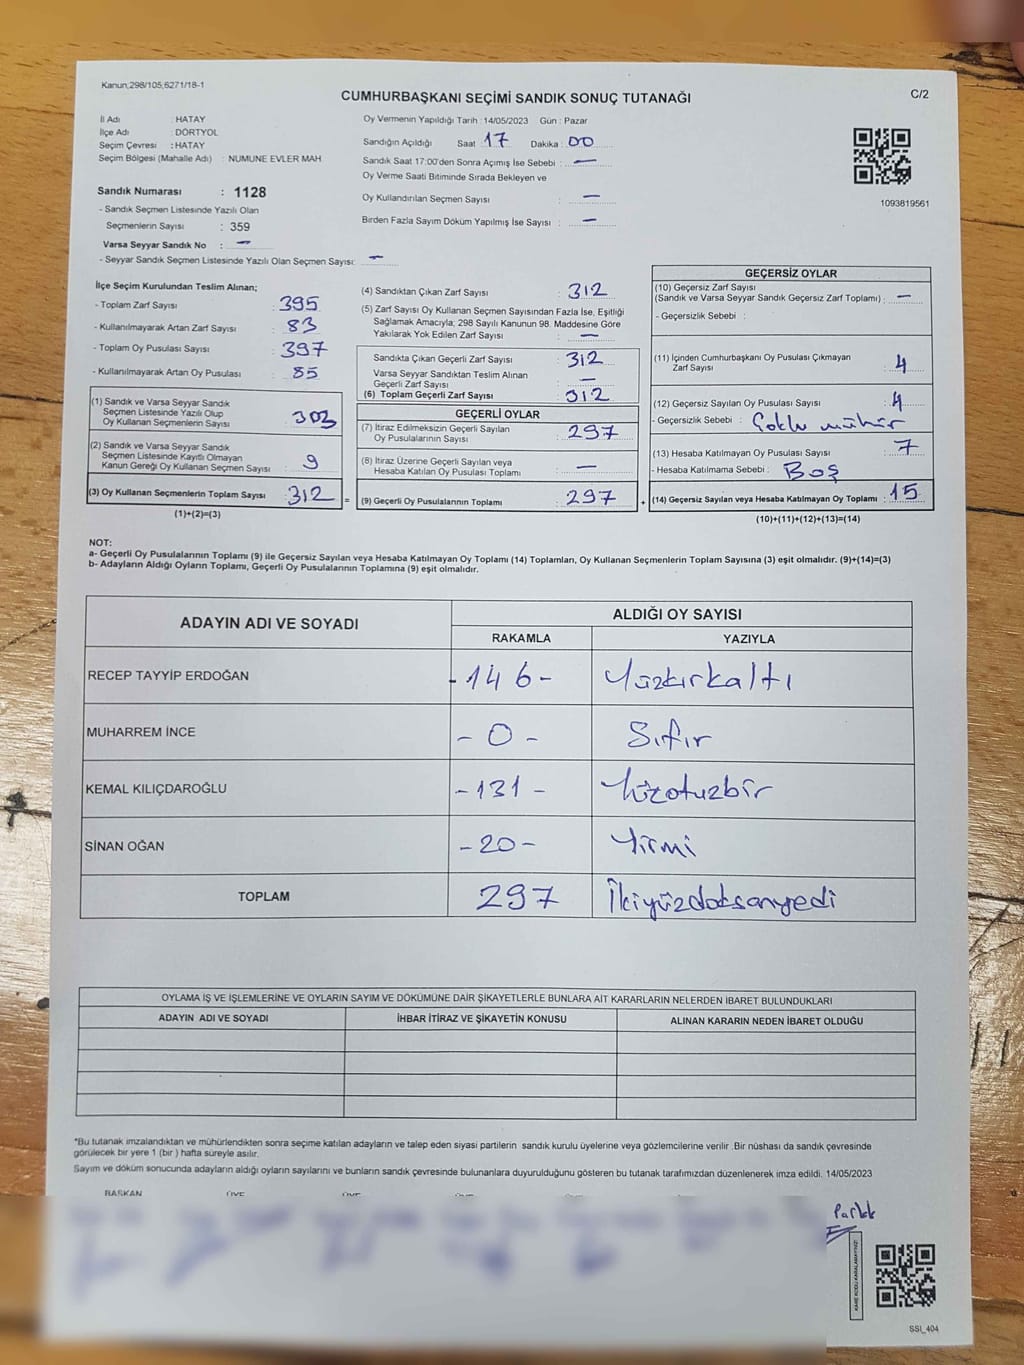 Kanun;298/105,6271/18-1
CUMHURBAŞKANI SEÇİMİ SANDIK SONUÇ TUTANAĞI
C/2
İl Adı : HATAY
İlçe Adı : DÖRTYOL
Seçim Çevresi : HATAY
Seçim Bölgesi (Mahalle Adı) : NUMUNE EVLER MAH
Sandık Numarası : 1128
- Sandık Seçmen Listesinde Yazılı Olan
Seçmenlerin Sayısı : 359
Varsa Seyyar Sandık No : -
- Seyyar Sandık Seçmen Listesinde Yazılı Olan Seçmen Sayısı: -
Oy Vermenin Yapıldığı Tarih : 14/05/2023 Gün : Pazar
Sandığın Açıldığı Saat 17 Dakika : 00
Sandık Saat 17:00'den Sonra Açımış İse Sebebi : -
Oy Verme Saati Bitiminde Sırada Bekleyen ve
Oy Kullandırılan Seçmen Sayısı : -
Birden Fazla Sayım Döküm Yapılmış İse Sayısı : -
1093819561
İlçe Seçim Kurulundan Teslim Alınan;
- Toplam Zarf Sayısı : 395
- Kullanılmayarak Artan Zarf Sayısı : 83
- Toplam Oy Pusulası Sayısı : 397
- Kullanılmayarak Artan Oy Pusulası : 85
(1) Sandık ve Varsa Seyyar Sandık
Seçmen Listesinde Yazılı Olup
Oy Kullanan Seçmenlerin Sayısı : 303
(2) Sandık ve Varsa Seyyar Sandık
Seçmen Listesinde Kayıtlı Olmayan
Kanun Gereği Oy Kullanan Seçmen Sayısı : 9
(3) Oy Kullanan Seçmenlerin Toplam Sayısı : 312
(1)+(2)=(3)
(4) Sandıktan Çıkan Zarf Sayısı : 312
(5) Zarf Sayısı Oy Kullanan Seçmen Sayısından Fazla İse, Eşitliği
Sağlamak Amacıyla; 298 Sayılı Kanunun 98. Maddesine Göre
Yakılarak Yok Edilen Zarf Sayısı : -
Sandıkta Çıkan Geçerli Zarf Sayısı : 312
Varsa Seyyar Sandıktan Teslim Alınan
Geçerli Zarf Sayısı : -
(6) Toplam Geçerli Zarf Sayısı : 312
GEÇERLİ OYLAR
(7) İtiraz Edilmeksizin Geçerli Sayılan
Oy Pusulalarının Sayısı : 297
(8) İtiraz Üzerine Geçerli Sayılan veya
Hesaba Katılan Oy Pusulası Toplamı : -
= (9) Geçerli Oy Pusulalarının Toplamı : 297 +
GEÇERSİZ OYLAR
(10) Geçersiz Zarf Sayısı
(Sandık ve Varsa Seyyar Sandık Geçersiz Zarf Toplamı) : -
- Geçersizlik Sebebi :
(11) İçinden Cumhurbaşkanı Oy Pusulası Çıkmayan
Zarf Sayısı : 4
(12) Geçersiz Sayılan Oy Pusulası Sayısı : 4
- Geçersizlik Sebebi : Çoklu mühür
(13) Hesaba Katılmayan Oy Pusulası Sayısı : 7
- Hesaba Katılmama Sebebi : Boş
(14) Geçersiz Sayılan veya Hesaba Katılmayan Oy Toplamı : 15
(10)+(11)+(12)+(13)=(14)
NOT:
a- Geçerli Oy Pusulalarının Toplamı (9) ile Geçersiz Sayılan veya Hesaba Katılmayan Oy Toplamı (14) Toplamları, Oy Kullanan Seçmenlerin Toplam Sayısına (3) eşit olmalıdır. (9)+(14)=(3)
b- Adayların Aldığı Oyların Toplamı, Geçerli Oy Pusulalarının Toplamına (9) eşit olmalıdır.
ADAYIN ADI VE SOYADI
ALDIĞI OY SAYISI
RAKAMLA YAZIYLA
RECEP TAYYİP ERDOĞAN -146- Yüzkırkaltı
MUHARREM İNCE -0- Sıfır
KEMAL KILIÇDAROĞLU -131- Yüzotuzbir
SİNAN OĞAN -20- Yirmi
TOPLAM 297 İkiyüzdoksanyedi
OYLAMA İŞ VE İŞLEMLERİNE VE OYLARIN SAYIM VE DÖKÜMÜNE DAİR ŞİKAYETLERLE BUNLARA AİT KARARLARIN NELERDEN İBARET BULUNDUKLARI
ADAYIN ADI VE SOYADI İHBAR İTİRAZ VE ŞİKAYETİN KONUSU ALINAN KARARIN NEDEN İBARET OLDUĞU
*Bu tutanak imzalandıktan ve mühürlendikten sonra seçime katılan adayların ve talep eden siyasi partilerin sandık kurulu üyelerine veya gözlemcilerine verilir .Bir nüshası da sandık çevresinde
görülecek bir yere 1 (bir ) hafta süreyle asılır.
Sayım ve döküm sonucunda adayların aldığı oyların sayılarını ve bunların sandık çevresinde bulunanlara duyurulduğunu gösteren bu tutanak tarafımızdan düzenlenerek imza edildi. 14/05/2023
BAŞKAN ÜYE ÜYE ÜYE ÜYE
KARE KODU KARALAMAYINIZ!
SSI_404